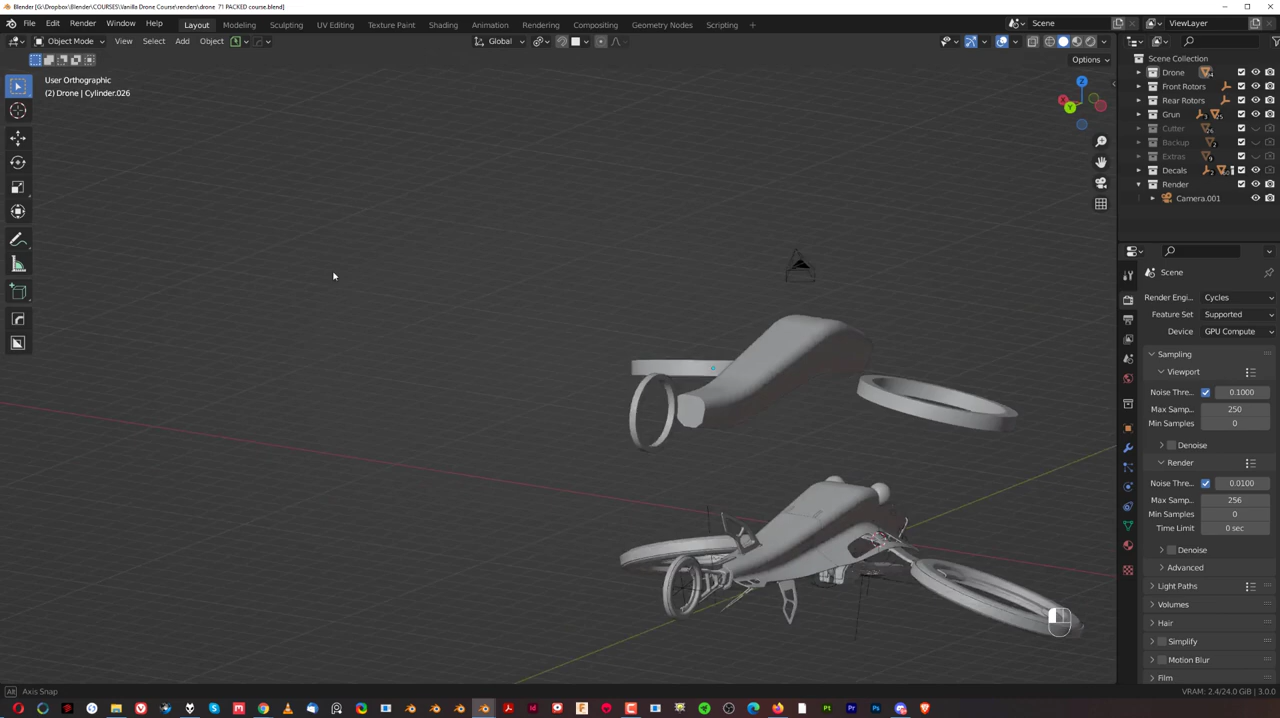 Blender [G:\Dropbox\Blender\COURSES\Vanilla Drone Course\renders\drone 71 PACKED course.blend]
File Edit Render Window Help Layout Modeling Sculpting UV Editing Texture Paint Shading Animation Rendering Compositing Geometry Nodes Scripting + Scene ViewLayer
Object Mode View Select Add Object Global
Options
User Orthographic
(2) Drone | Cylinder.026
Scene Collection
Drone
Front Rotors
Rear Rotors
Grun
Cutter
Backup
Extras
Decals
Render
Camera.001
Scene
Render Engi... Cycles
Feature Set Supported
Device GPU Compute
Sampling
Viewport
Noise Thre... 0.1000
Max Samp... 250
Min Samples 0
Denoise
Render
Noise Thre... 0.0100
Max Samp... 256
Min Samples 0
Time Limit 0 sec
Denoise
Advanced
Light Paths
Volumes
Hair
Simplify
Motion Blur
Film
Alt Axis Snap
VRAM: 2.4/24.0 GiB | 3.0.0